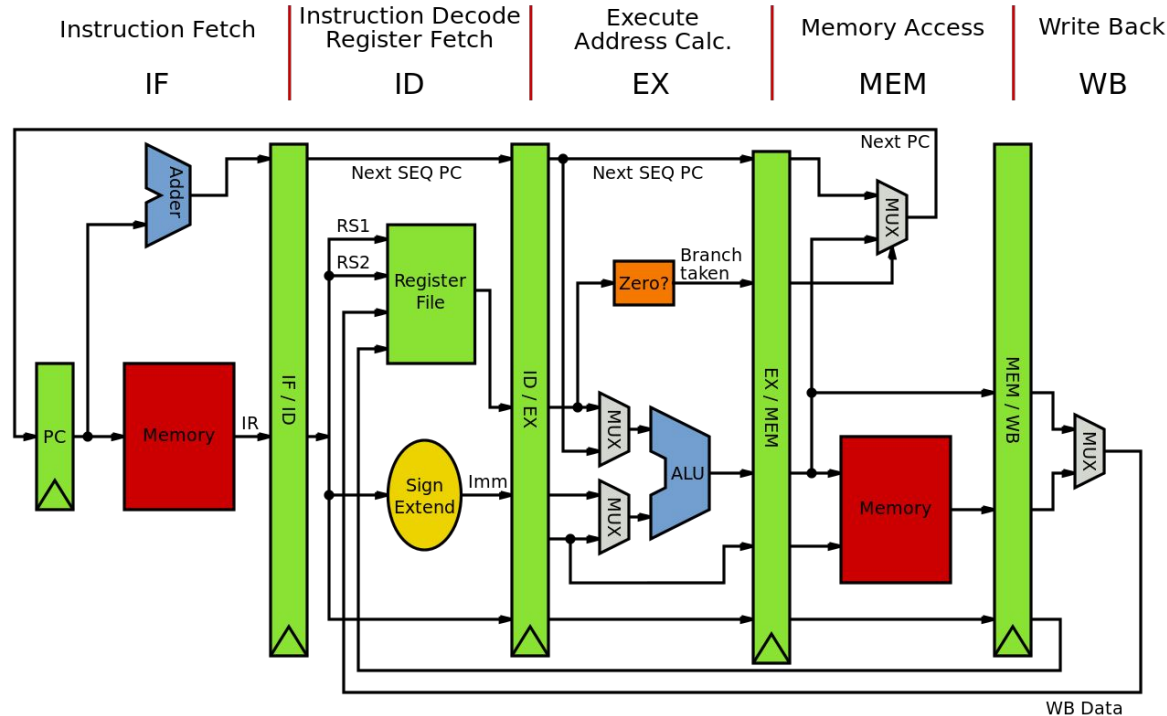 Instruction Fetch
IF
Instruction Decode
Register Fetch
ID
Execute
Address Calc.
EX
Memory Access
MEM
Write Back
WB
Next PC
Adder
Next SEQ PC
Next SEQ PC
MUX
RS1
RS2
Register
File
Zero?
Branch
taken
PC
Memory
IR
IF / ID
Sign
Extend
Imm
ID / EX
MUX
MUX
ALU
EX / MEM
Memory
MEM / WB
MUX
WB Data